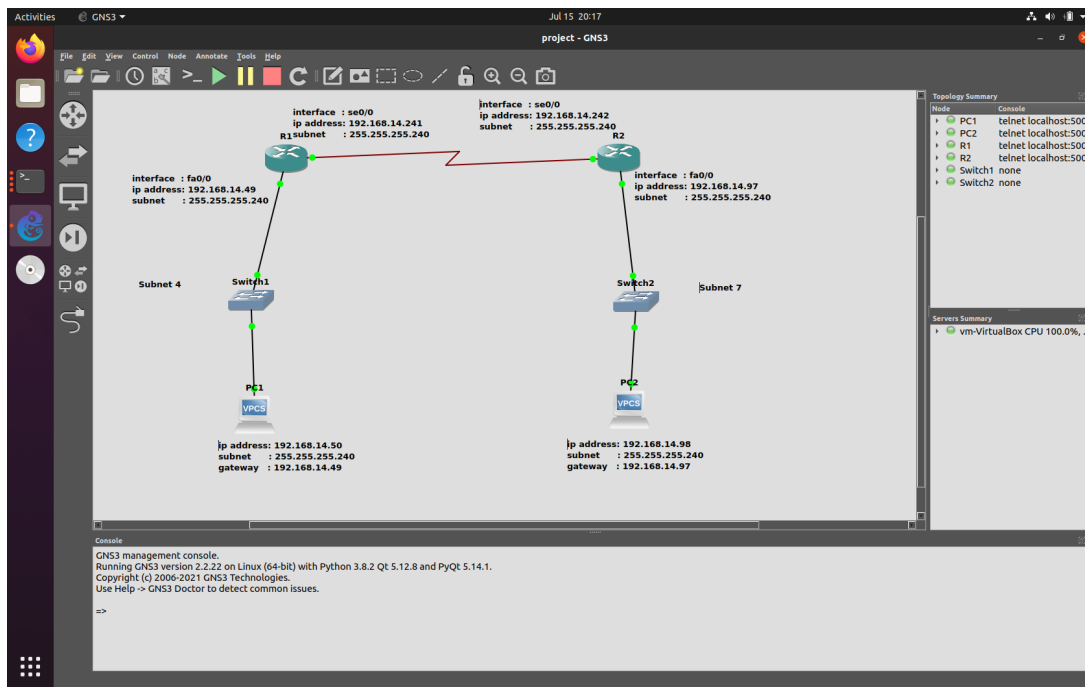 Activities
GNS3
Jul 15 20:17
project - GNS3
File Edit View Control Node Annotate Tools Help
interface : se0/0
ip address: 192.168.14.241
subnet : 255.255.255.240
R1
interface : se0/0
ip address: 192.168.14.242
subnet : 255.255.255.240
R2
interface : fa0/0
ip address: 192.168.14.49
subnet : 255.255.255.240
interface : fa0/0
ip address: 192.168.14.97
subnet : 255.255.255.240
Subnet 4
Switch1
Switch2
Subnet 7
PC1
VPCS
ip address: 192.168.14.50
subnet : 255.255.255.240
gateway : 192.168.14.49
PC2
VPCS
ip address: 192.168.14.98
subnet : 255.255.255.240
gateway : 192.168.14.97
Topology Summary
Node Console
PC1 telnet localhost:500
PC2 telnet localhost:500
R1 telnet localhost:500
R2 telnet localhost:500
Switch1 none
Switch2 none
Servers Summary
vm-VirtualBox CPU 100.0%, ..
Console
GNS3 management console.
Running GNS3 version 2.2.22 on Linux (64-bit) with Python 3.8.2 Qt 5.12.8 and PyQt 5.14.1.
Copyright (c) 2006-2021 GNS3 Technologies.
Use Help -> GNS3 Doctor to detect common issues.
=>